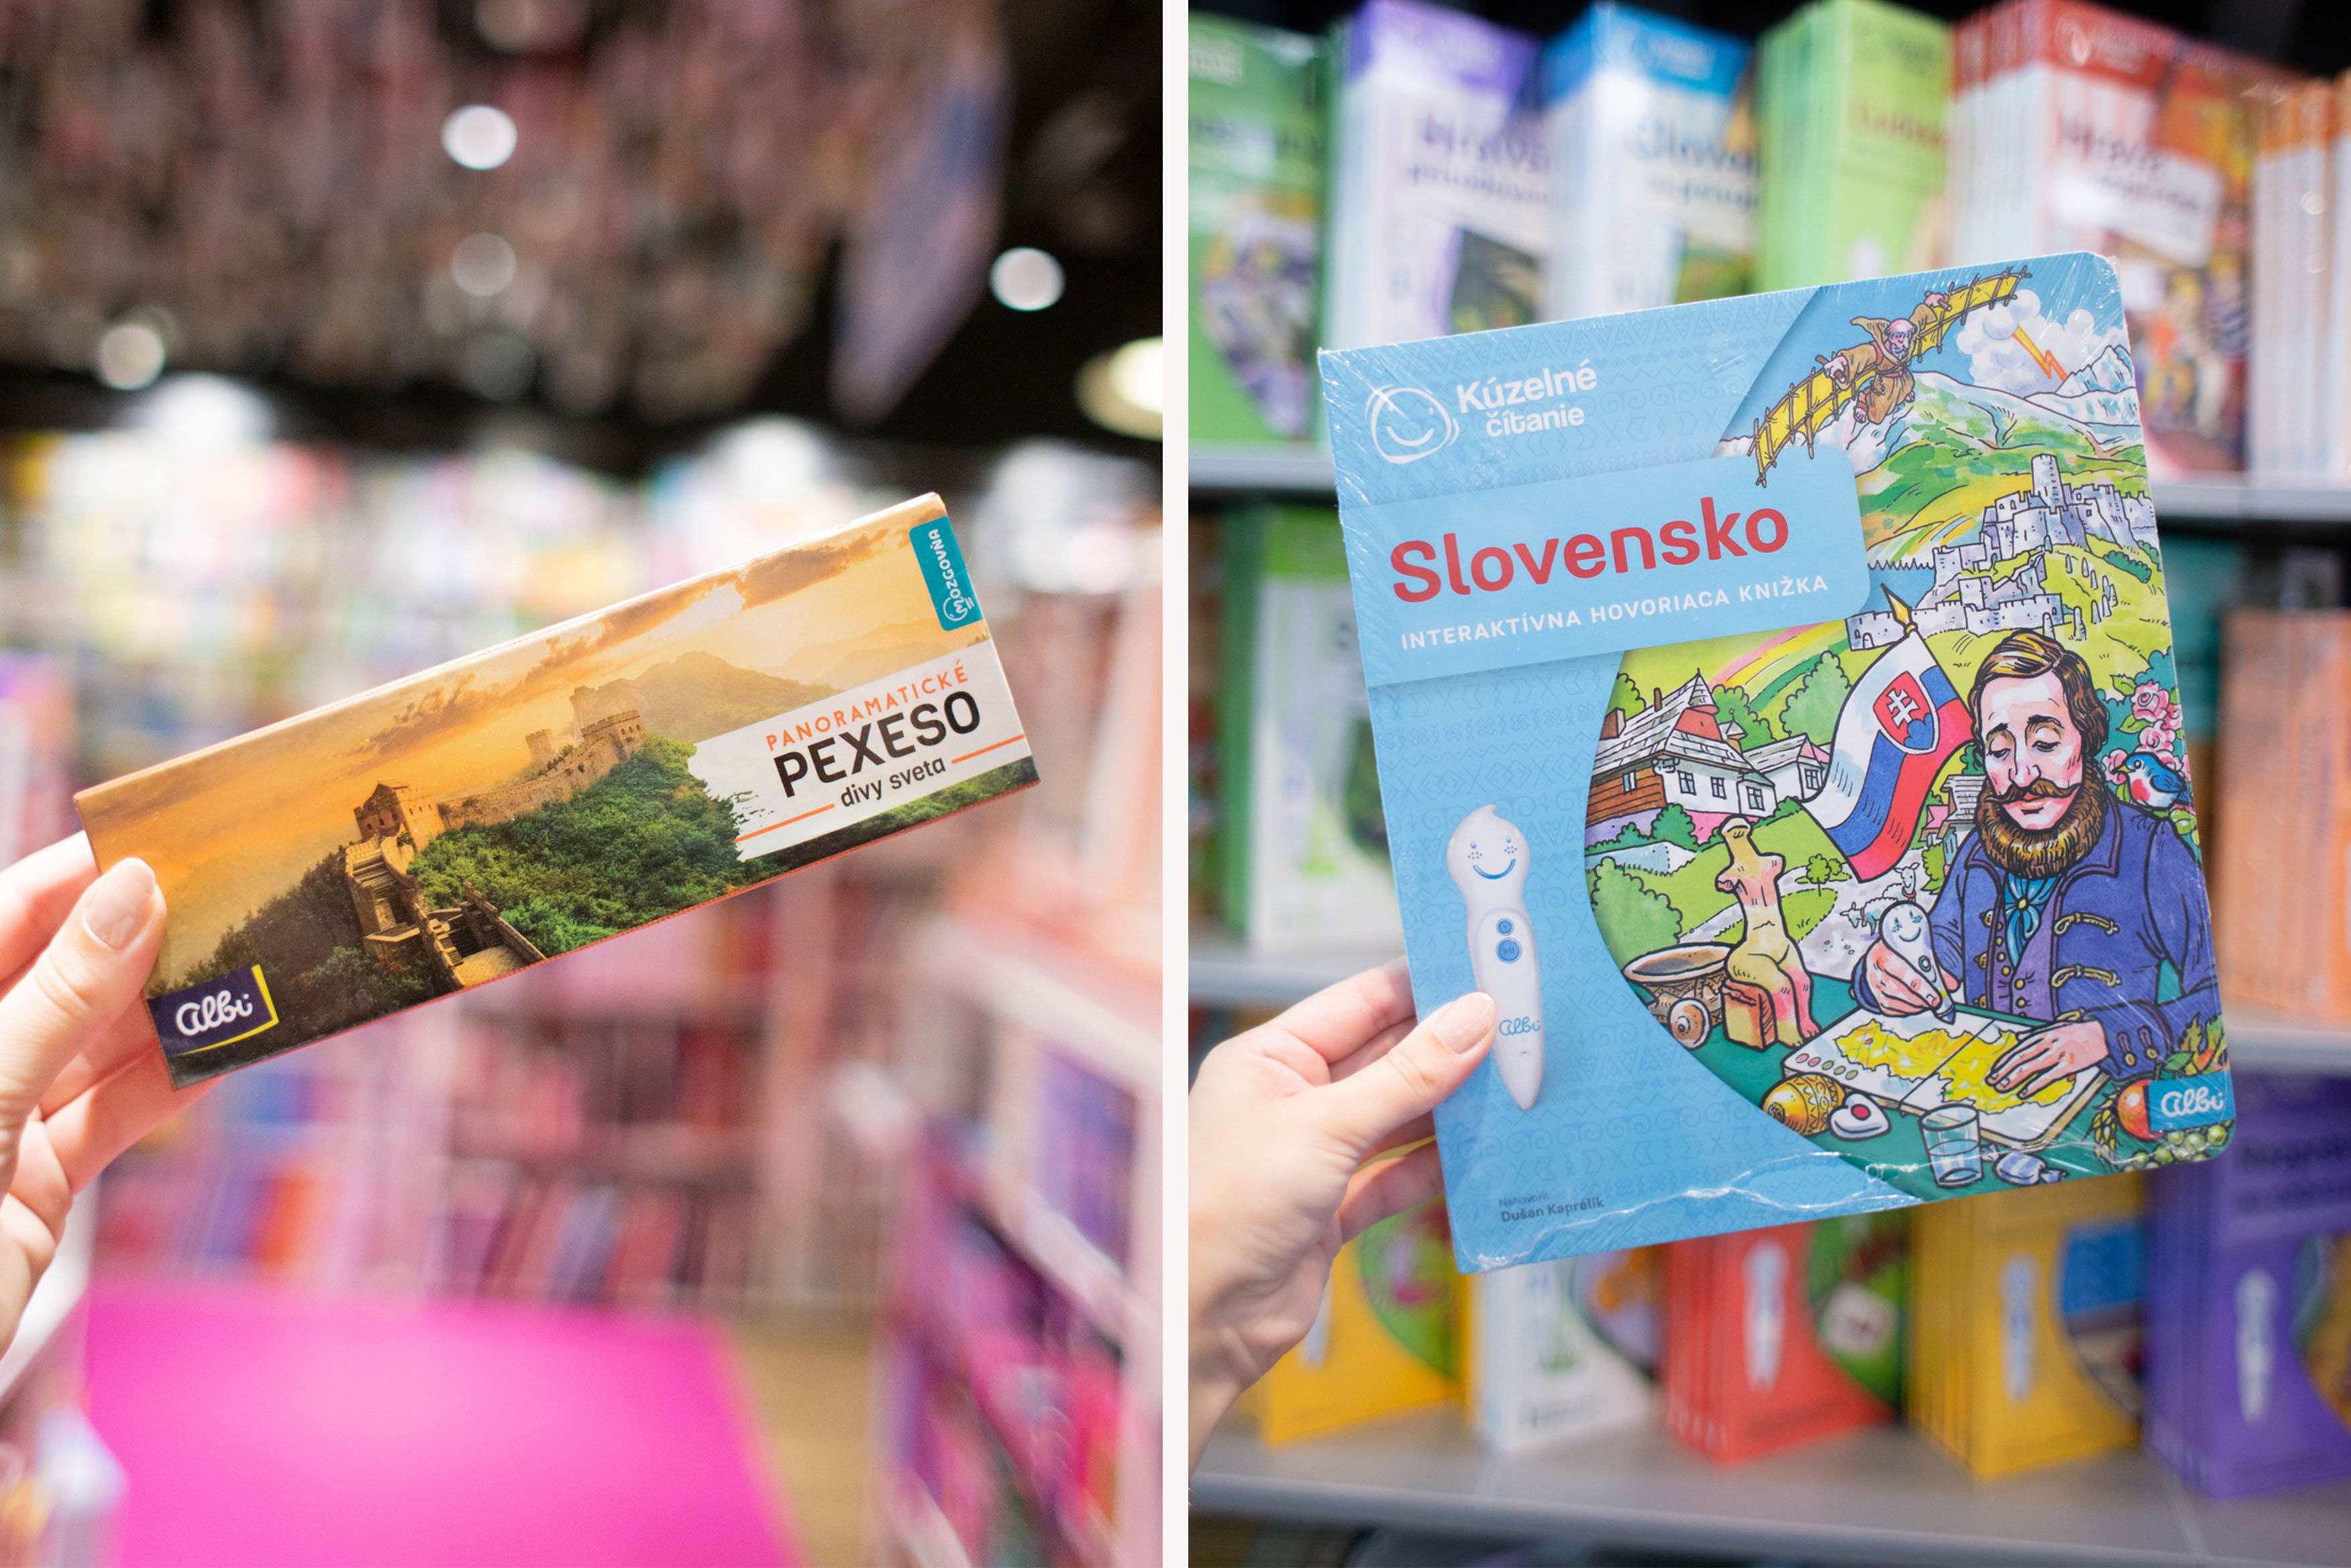 MOZGOVŇA
PANORAMATICKÉ
PEXESO
divy sveta
albi
Kúzelné
čítanie
Slovensko
INTERAKTÍVNA HOVORIACA KNIŽKA
albi
albi
Nahovoril:
Dušan Kaprálik